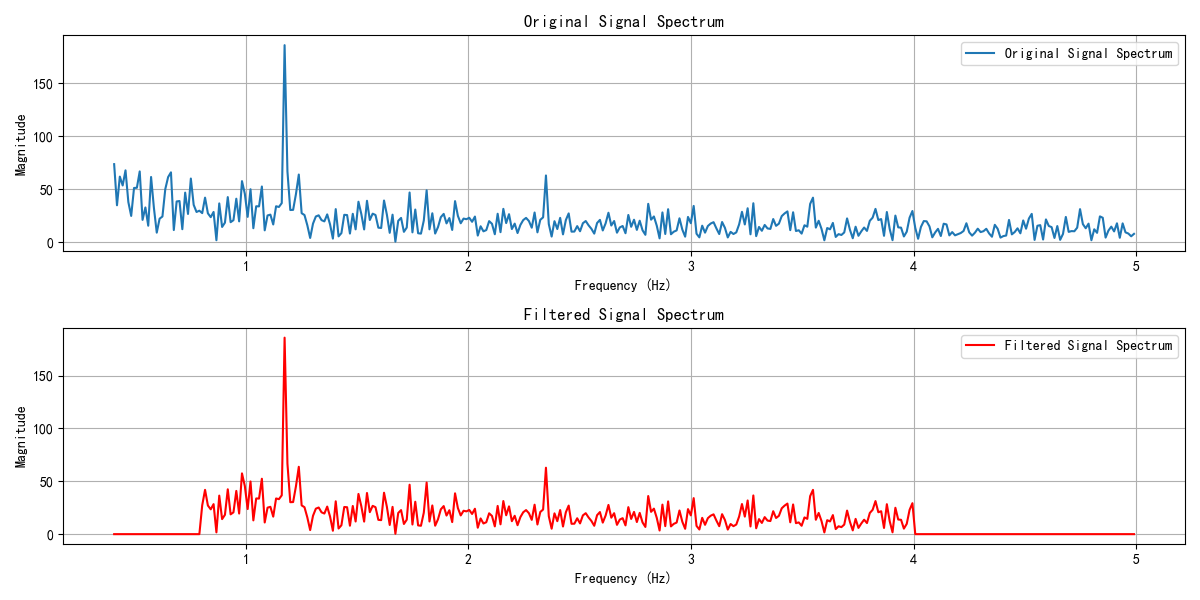 Original Signal Spectrum
Original Signal Spectrum
Magnitude
150
100
50
0
1
2
3
4
5
Frequency (Hz)
Filtered Signal Spectrum
Filtered Signal Spectrum
Magnitude
150
100
50
0
1
2
3
4
5
Frequency (Hz)